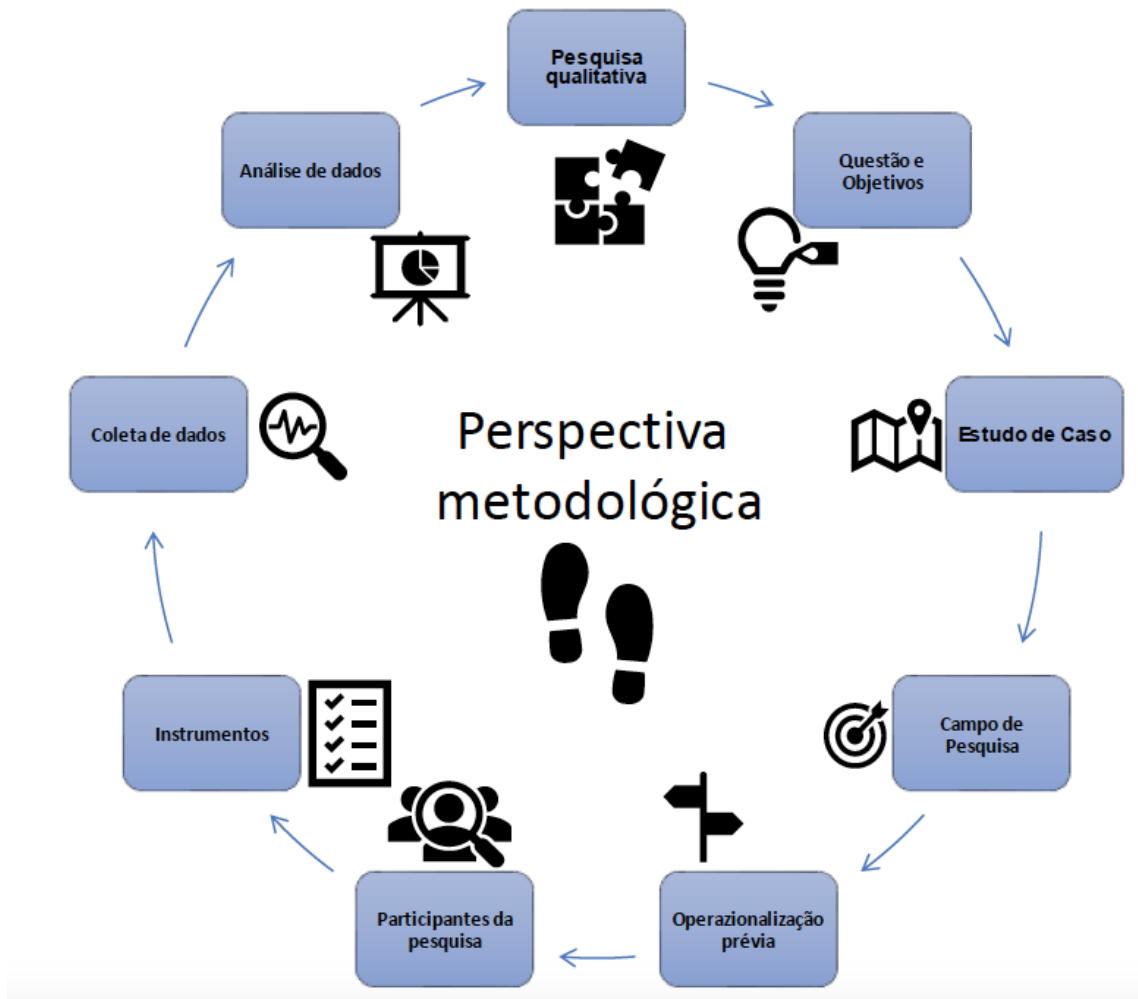 Pesquisa
qualitativa
Questão e
Objetivos
Estudo de Caso
Campo de
Pesquisa
Operazionalização
prévia
Participantes da
pesquisa
Instrumentos
Coleta de dados
Análise de dados
Perspectiva
metodológica